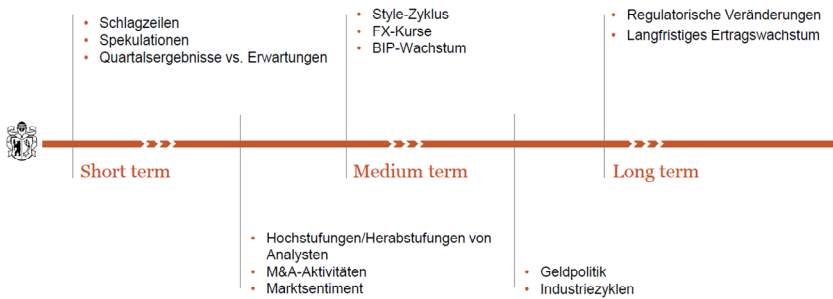 • Schlagzeilen
• Spekulationen
• Quartalsergebnisse vs. Erwartungen
• Style-Zyklus
• FX-Kurse
• BIP-Wachstum
• Regulatorische Veränderungen
• Langfristiges Ertragswachstum
Short term
Medium term
Long term
• Hochstufungen/Herabstufungen von
Analysten
• M&A-Aktivitäten
• Marktsentiment
• Geldpolitik
• Industriezyklen